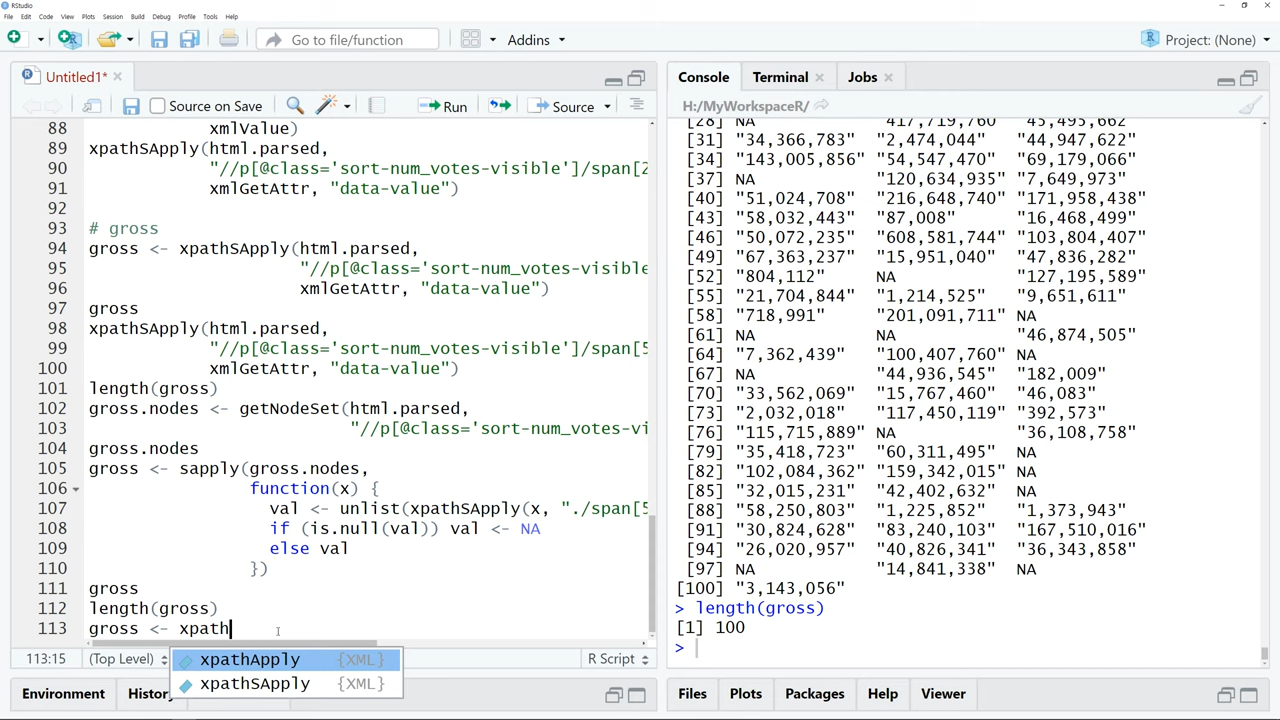 RStudio
File Edit Code View Plots Session Build Debug Profile Tools Help
Go to file/function Addins Project: (None)
Untitled1*
Source on Save Run Source
88 xmlValue)
89 xpathSApply(html.parsed,
90 "//p[@class='sort-num_votes-visible']/span[2
91 xmlGetAttr, "data-value")
92
93 # gross
94 gross <- xpathSApply(html.parsed,
95 "//p[@class='sort-num_votes-visible
96 xmlGetAttr, "data-value")
97 gross
98 xpathSApply(html.parsed,
99 "//p[@class='sort-num_votes-visible']/span[5
100 xmlGetAttr, "data-value")
101 length(gross)
102 gross.nodes <- getNodeSet(html.parsed,
103 "//p[@class='sort-num_votes-vi
104 gross.nodes
105 gross <- sapply(gross.nodes,
106 function(x) {
107 val <- unlist(xpathSApply(x, "./span[5
108 if (is.null(val)) val <- NA
109 else val
110 })
111 gross
112 length(gross)
113 gross <- xpath
xpathApply {XML}
xpathSApply {XML}
113:15 (Top Level) R Script
Environment Histor
Console Terminal Jobs
H:/MyWorkspaceR/
[28] NA "417,719,760" "45,495,662"
[31] "34,366,783" "2,474,044" "44,947,622"
[34] "143,005,856" "54,547,470" "69,179,066"
[37] NA "120,634,935" "7,649,973"
[40] "51,024,708" "216,648,740" "171,958,438"
[43] "58,032,443" "87,008" "16,468,499"
[46] "50,072,235" "608,581,744" "103,804,407"
[49] "67,363,237" "15,951,040" "47,836,282"
[52] "804,112" NA "127,195,589"
[55] "21,704,844" "1,214,525" "9,651,611"
[58] "718,991" "201,091,711" NA
[61] NA NA "46,874,505"
[64] "7,362,439" "100,407,760" NA
[67] NA "44,936,545" "182,009"
[70] "33,562,069" "15,767,460" "46,083"
[73] "2,032,018" "117,450,119" "392,573"
[76] "115,715,889" NA "36,108,758"
[79] "35,418,723" "60,311,495" NA
[82] "102,084,362" "159,342,015" NA
[85] "32,015,231" "42,402,632" NA
[88] "58,250,803" "1,225,852" "1,373,943"
[91] "30,824,628" "83,240,103" "167,510,016"
[94] "26,020,957" "40,826,341" "36,343,858"
[97] NA "14,841,338" NA
[100] "3,143,056"
> length(gross)
[1] 100
>
Files Plots Packages Help Viewer